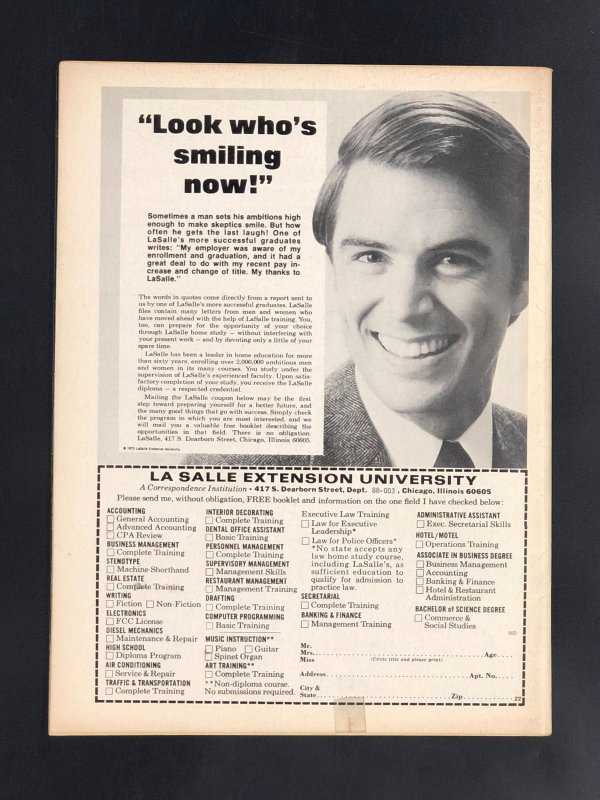 “Look who’s
smiling
now!”
Sometimes a man sets his ambitions high
enough to make skeptics smile. But how
often he gets the last laugh! One of
LaSalle's more successful graduates
writes: "My employer was aware of my
enrollment and graduation, and it had a
great deal to do with my recent pay in-
crease and change of title. My thanks to
LaSalle."
The words in quotes come directly from a report sent to
us by one of LaSalle's more successful graduates. LaSalle
files contain many letters from men and women who
have moved ahead with the help of LaSalle training. You,
too, can prepare for the opportunity of your choice
through LaSalle home study — without interfering with
your present work — and by devoting only a little of your
spare time.
LaSalle has been a leader in home education for more
than sixty years, enrolling over 2,000,000 ambitious men
and women in its many courses. You study under the
supervision of LaSalle's experienced faculty. Upon satis-
factory completion of your study, you receive the LaSalle
diploma — a respected credential.
Mailing the LaSalle coupon below may be the first
step toward preparing yourself for a better future, and
the many good things that go with success. Simply check
the program in which you are most interested, and we
will mail you a valuable free booklet describing the
opportunities in that field. There is no obligation.
LaSalle, 417 S. Dearborn Street, Chicago, Illinois 60605.
LaSalle Extension University
LA SALLE EXTENSION UNIVERSITY
A Correspondence Institution • 417 S. Dearborn Street, Dept. 88-003 , Chicago, Illinois 60605
Please send me, without obligation, FREE booklet and information on the one field I have checked below:
ACCOUNTING
General Accounting
Advanced Accounting
CPA Review
BUSINESS MANAGEMENT
Complete Training
STENOTYPE
Machine Shorthand
REAL ESTATE
Complete Training
WRITING
Fiction Non-Fiction
ELECTRONICS
FCC License
DIESEL MECHANICS
Maintenance & Repair
HIGH SCHOOL
Diploma Program
AIR CONDITIONING
Service & Repair
TRAFFIC & TRANSPORTATION
Complete Training
INTERIOR DECORATING
Complete Training
DENTAL OFFICE ASSISTANT
Basic Training
PERSONNEL MANAGEMENT
Complete Training
SUPERVISORY MANAGEMENT
Management Skills
RESTAURANT MANAGEMENT
Management Training
DRAFTING
Complete Training
COMPUTER PROGRAMMING
Basic Training
MUSIC INSTRUCTION**
Piano Guitar
Spinet Organ
ART TRAINING**
Complete Training
**Non-diploma course.
No submissions required.
Executive Law Training
Law for Executive
Leadership*
Law for Police Officers*
*No state accepts any
law home study course,
including LaSalle's, as
sufficient education to
qualify for admission to
practice law.
SECRETARIAL
Complete Training
BANKING & FINANCE
Management Training
ADMINISTRATIVE ASSISTANT
Exec. Secretarial Skills
HOTEL/MOTEL
Operations Training
ASSOCIATE IN BUSINESS DEGREE
Business Management
Accounting
Banking & Finance
Hotel & Restaurant
Administration
BACHELOR of SCIENCE DEGREE
Commerce &
Social Studies
Mr.
Mrs. Age
Miss (Circle title and please print)
Address Apt. No.
City &
State Zip 22